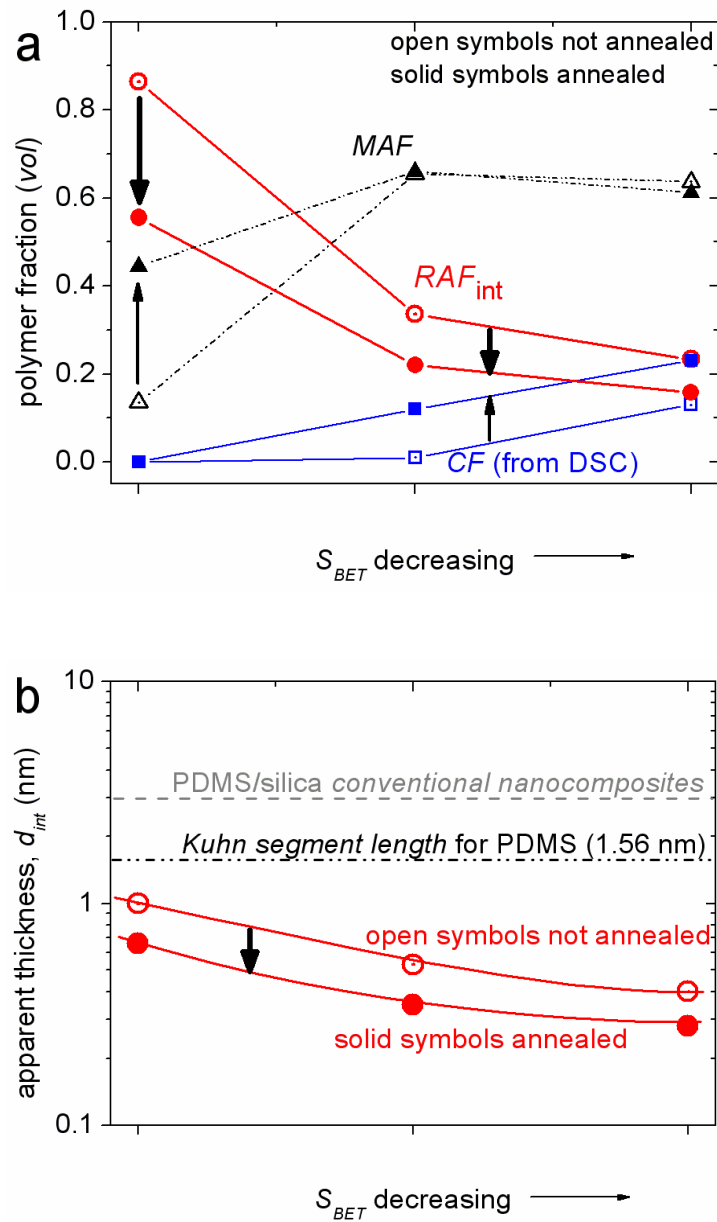 a
open symbols not annealed
solid symbols annealed
1.0
0.8
0.6
0.4
0.2
0.0
polymer fraction (vol)
MAF
RAFint
CF (from DSC)
SBET decreasing
b
10
1
0.1
apparent thickness, dint (nm)
PDMS/silica conventional nanocomposites
Kuhn segment length for PDMS (1.56 nm)
open symbols not annealed
solid symbols annealed
SBET decreasing